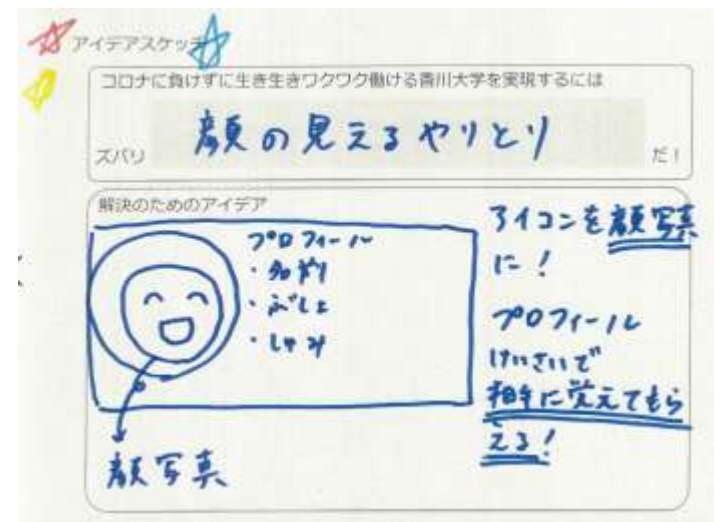 アイデアスケッチ
コロナに負けずに生き生きワクワク働ける香川大学を実現するには
ズバリ 顔の見えるやりとり だ!
解決のためのアイデア
プロフィール
・名前
・ぶしょ
・しゅみ
顔写真
アイコンを顔写真
に!
プロフィール
けいさいで
相手に覚えてもら
える!